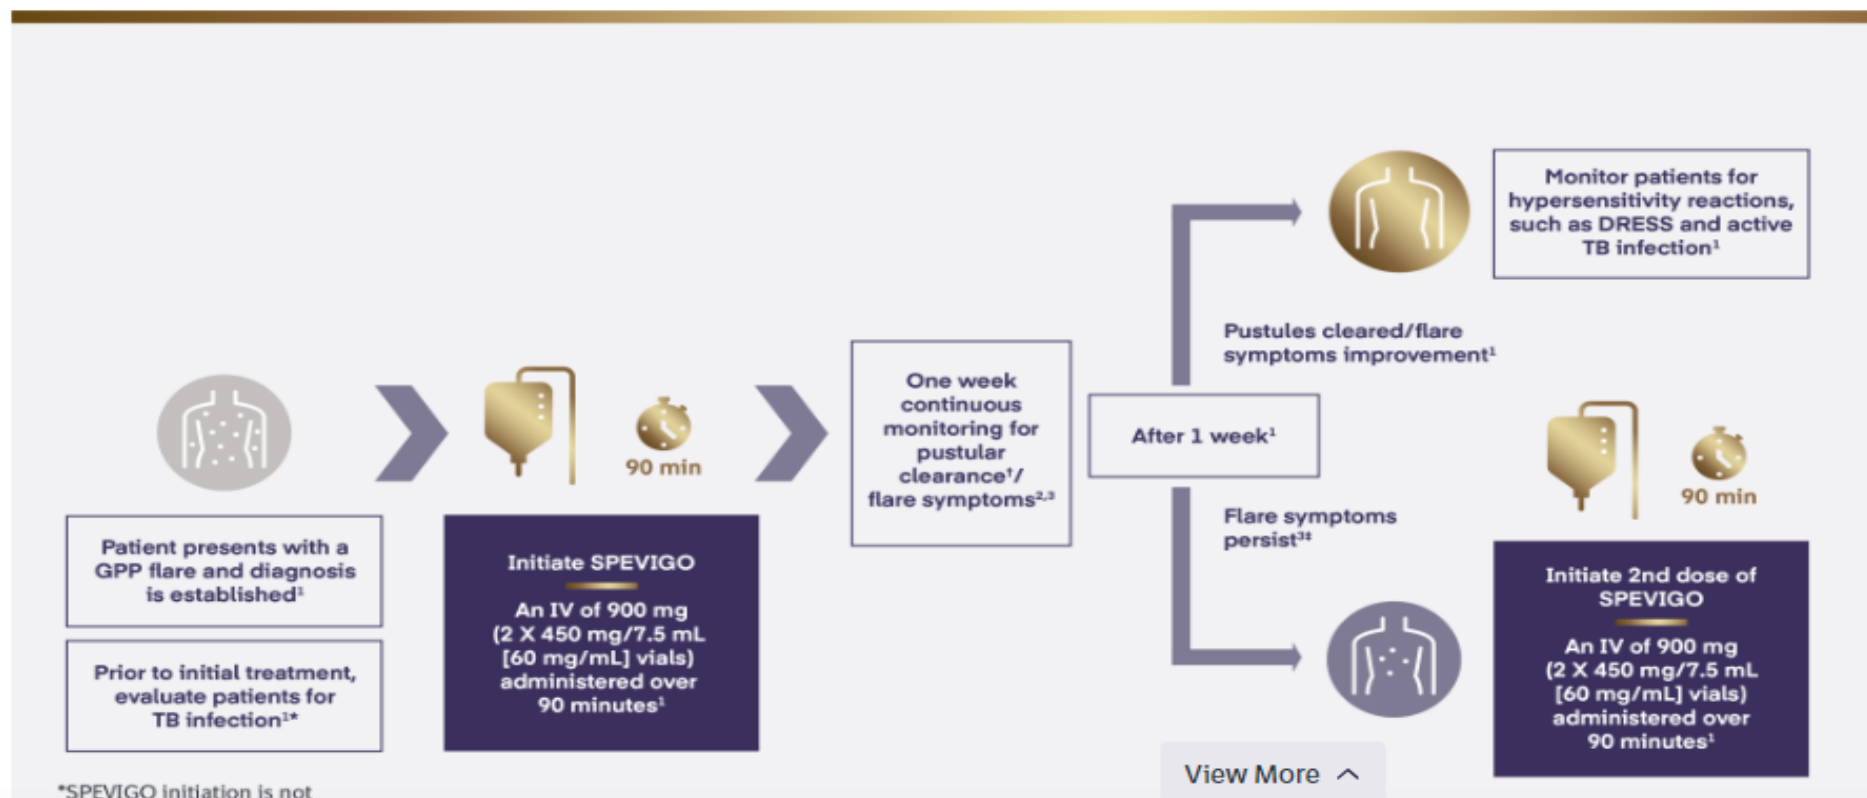 Patient presents with a
GPP flare and diagnosis
is established¹
Prior to initial treatment,
evaluate patients for
TB infection¹*
90 min
Initiate SPEVIGO
An IV of 900 mg
(2 X 450 mg/7.5 mL
[60 mg/mL] vials)
administered over
90 minutes¹
One week
continuous
monitoring for
pustular
clearance†/
flare symptoms²,³
After 1 week¹
Pustules cleared/flare
symptoms improvement¹
Monitor patients for
hypersensitivity reactions,
such as DRESS and active
TB infection¹
Flare symptoms
persist³‡
90 min
Initiate 2nd dose of
SPEVIGO
An IV of 900 mg
(2 X 450 mg/7.5 mL
[60 mg/mL] vials)
administered over
90 minutes¹
View More
*SPEVIGO initiation is not